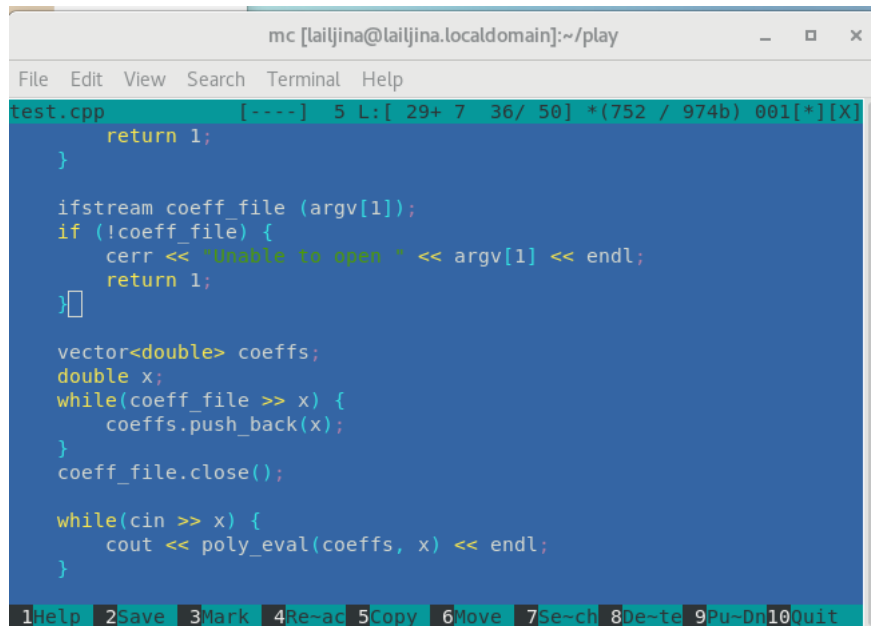 mc [lailjina@lailjina.localdomain]:~/play
File Edit View Search Terminal Help
test.cpp [----] 5 L:[ 29+ 7 36/ 50] *(752 / 974b) 001[*][X]
        return 1;
    }

    ifstream coeff_file (argv[1]);
    if (!coeff_file) {
        cerr << "Unable to open " << argv[1] << endl;
        return 1;
    }

    vector<double> coeffs;
    double x;
    while(coeff_file >> x) {
        coeffs.push_back(x);
    }
    coeff_file.close();

    while(cin >> x) {
        cout << poly_eval(coeffs, x) << endl;
    }
1Help 2Save 3Mark 4Re~ac 5Copy 6Move 7Se~ch 8De~te 9Pu~Dn 10Quit